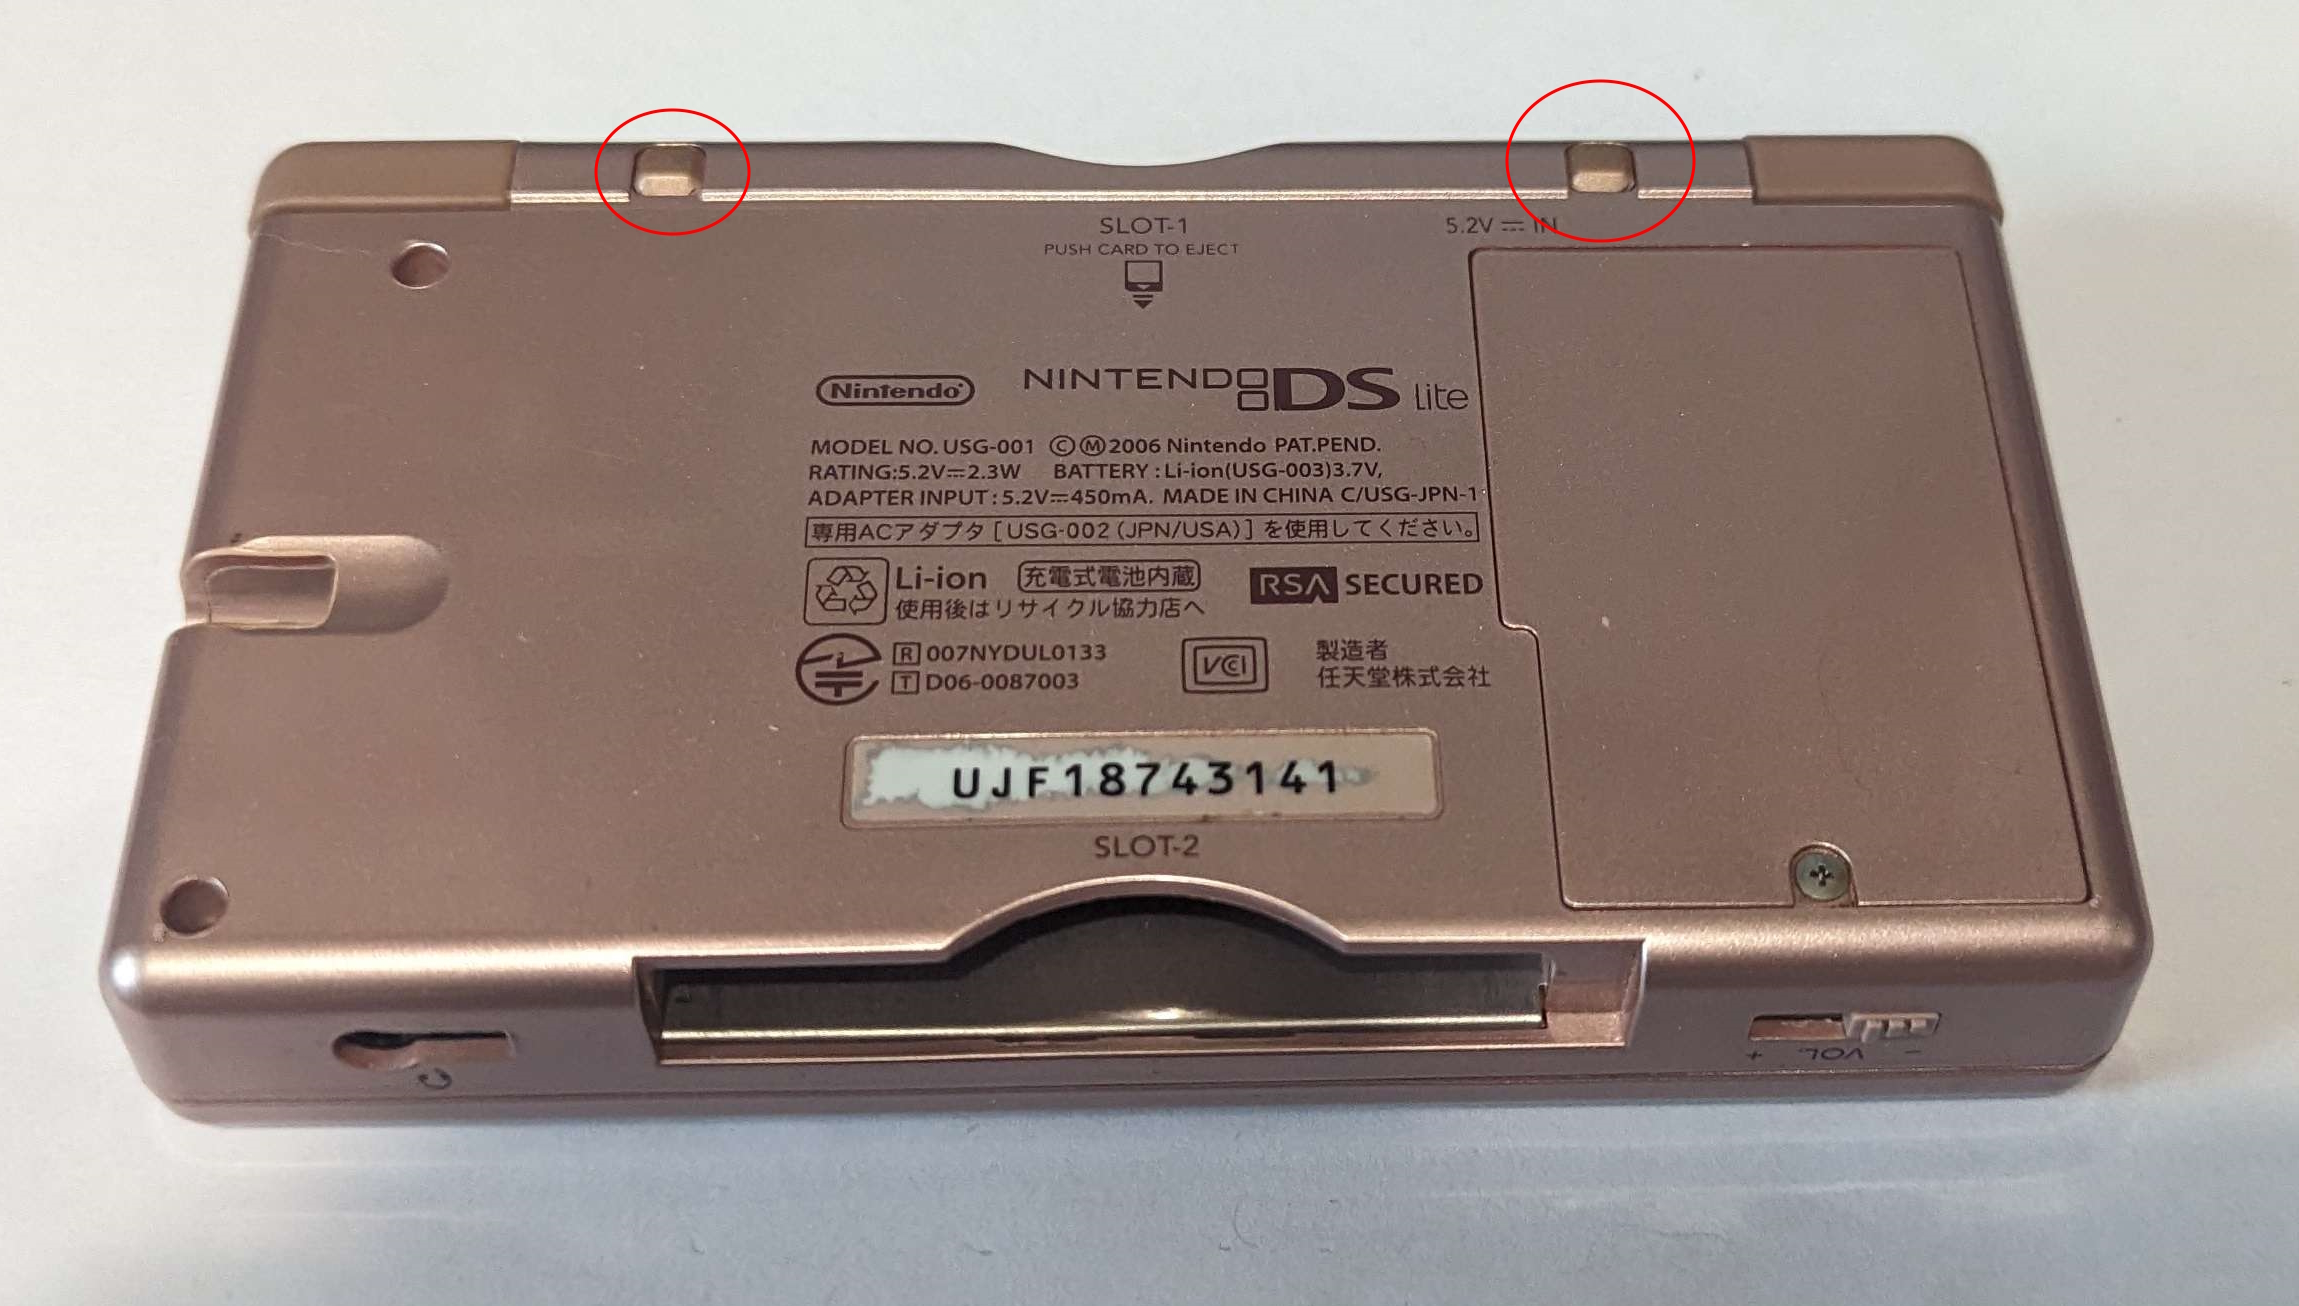 SLOT-1
PUSH CARD TO EJECT
5.2V ⎓ IN
Nintendo®
NINTENDO DS Lite
MODEL NO. USG-001 ⒸⓂ2006 Nintendo PAT.PEND.
RATING:5.2V⎓2.3W BATTERY : Li-ion(USG-003)3.7V,
ADAPTER INPUT : 5.2V⎓450mA. MADE IN CHINA C/USG-JPN-1
専用ACアダプタ [USG-002 (JPN/USA)] を使用してください。
Li-ion 充電式電池内蔵
使用後はリサイクル協力店へ
RSA SECURED
R 007NYDUL0133
T D06-0087003
VCCI
製造者
任天堂株式会社
UJF18743141
SLOT-2
+ VOL -